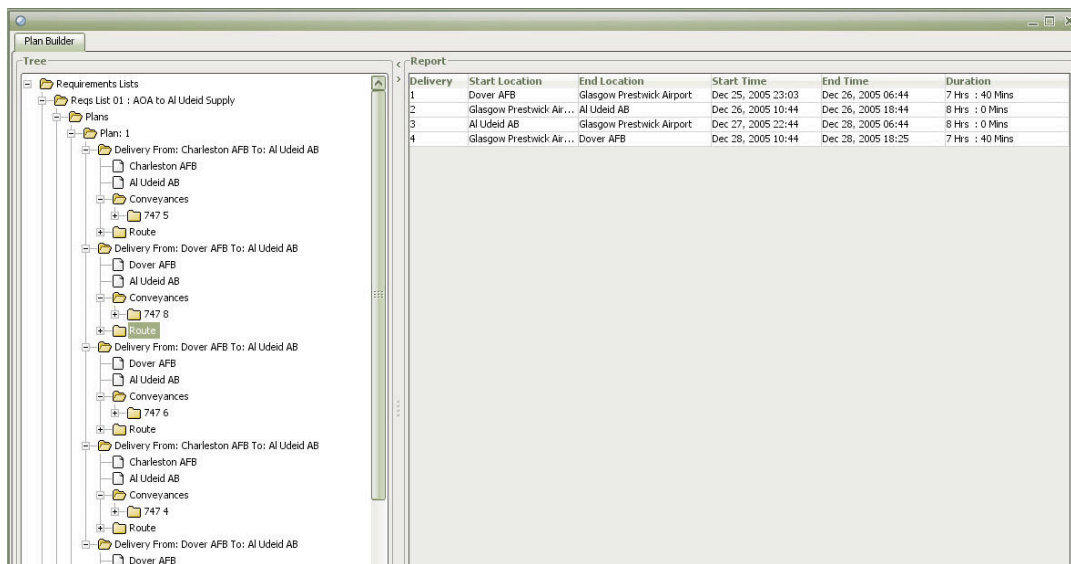 Plan Builder
Tree
Requirements Lists
Reqs List 01 : AOA to Al Udeid Supply
Plans
Plan: 1
Delivery From: Charleston AFB To: Al Udeid AB
Charleston AFB
Al Udeid AB
Conveyances
747 5
Route
Delivery From: Dover AFB To: Al Udeid AB
Dover AFB
Al Udeid AB
Conveyances
747 8
Route
Delivery From: Dover AFB To: Al Udeid AB
Dover AFB
Al Udeid AB
Conveyances
747 6
Route
Delivery From: Charleston AFB To: Al Udeid AB
Charleston AFB
Al Udeid AB
Conveyances
747 4
Route
Delivery From: Dover AFB To: Al Udeid AB
Dover AFB
Report
Delivery Start Location End Location Start Time End Time Duration
1 Dover AFB Glasgow Prestwick Airport Dec 25, 2005 23:03 Dec 26, 2005 06:44 7 Hrs : 40 Mins
2 Glasgow Prestwick Air... Al Udeid AB Dec 26, 2005 10:44 Dec 26, 2005 18:44 8 Hrs : 0 Mins
3 Al Udeid AB Glasgow Prestwick Airport Dec 27, 2005 22:44 Dec 28, 2005 06:44 8 Hrs : 0 Mins
4 Glasgow Prestwick Air... Dover AFB Dec 28, 2005 10:44 Dec 28, 2005 18:25 7 Hrs : 40 Mins